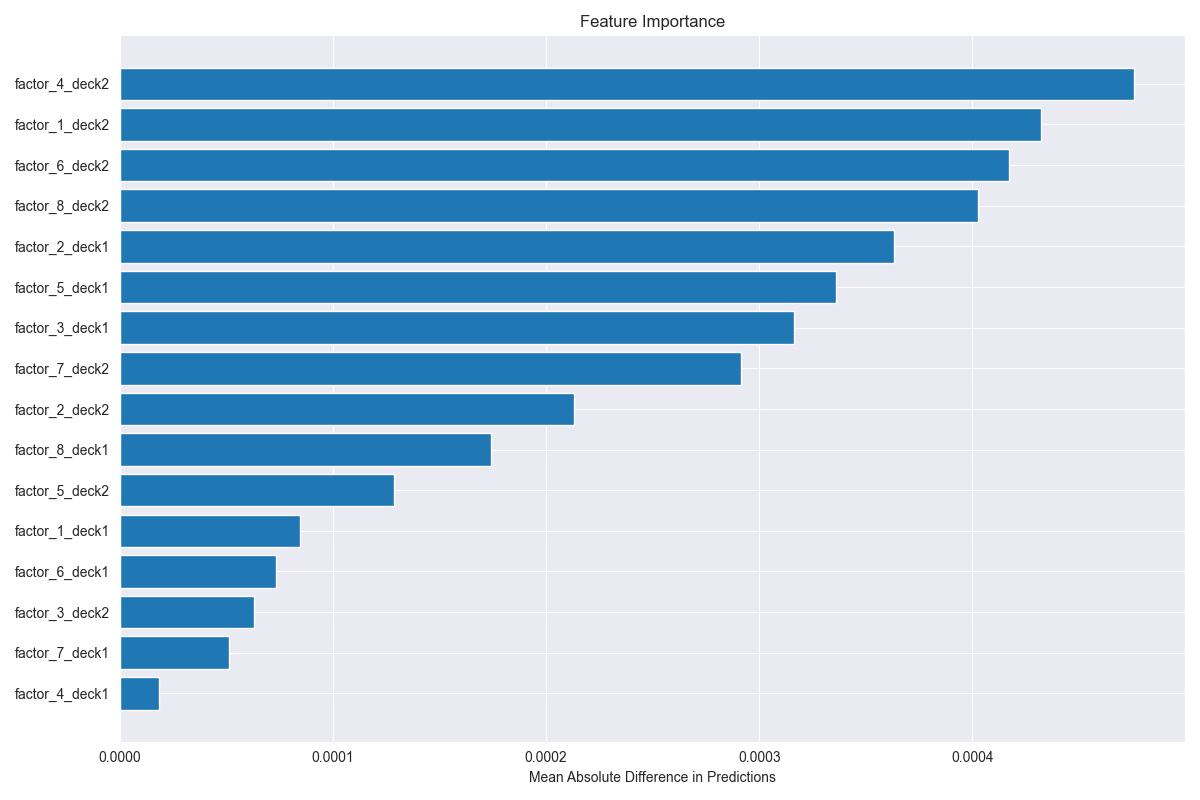 Feature Importance
factor_4_deck2
factor_1_deck2
factor_6_deck2
factor_8_deck2
factor_2_deck1
factor_5_deck1
factor_3_deck1
factor_7_deck2
factor_2_deck2
factor_8_deck1
factor_5_deck2
factor_1_deck1
factor_6_deck1
factor_3_deck2
factor_7_deck1
factor_4_deck1
0.0000 0.0001 0.0002 0.0003 0.0004
Mean Absolute Difference in Predictions